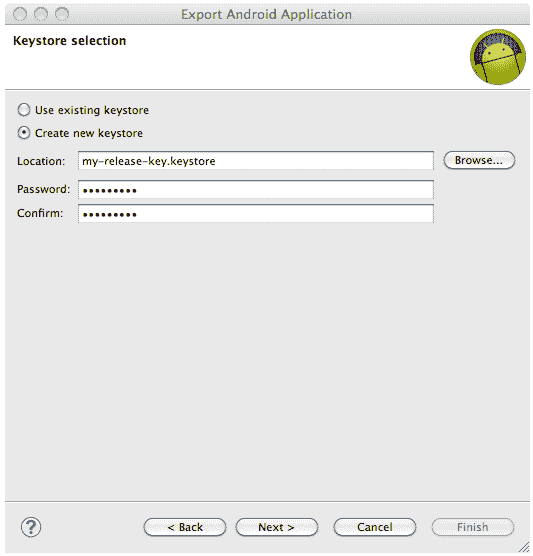 Export Android Application
Keystore selection
Use existing keystore
Create new keystore
Location: my-release-key.keystore Browse...
Password: •••••••••
Confirm: •••••••••
? < Back Next > Cancel Finish